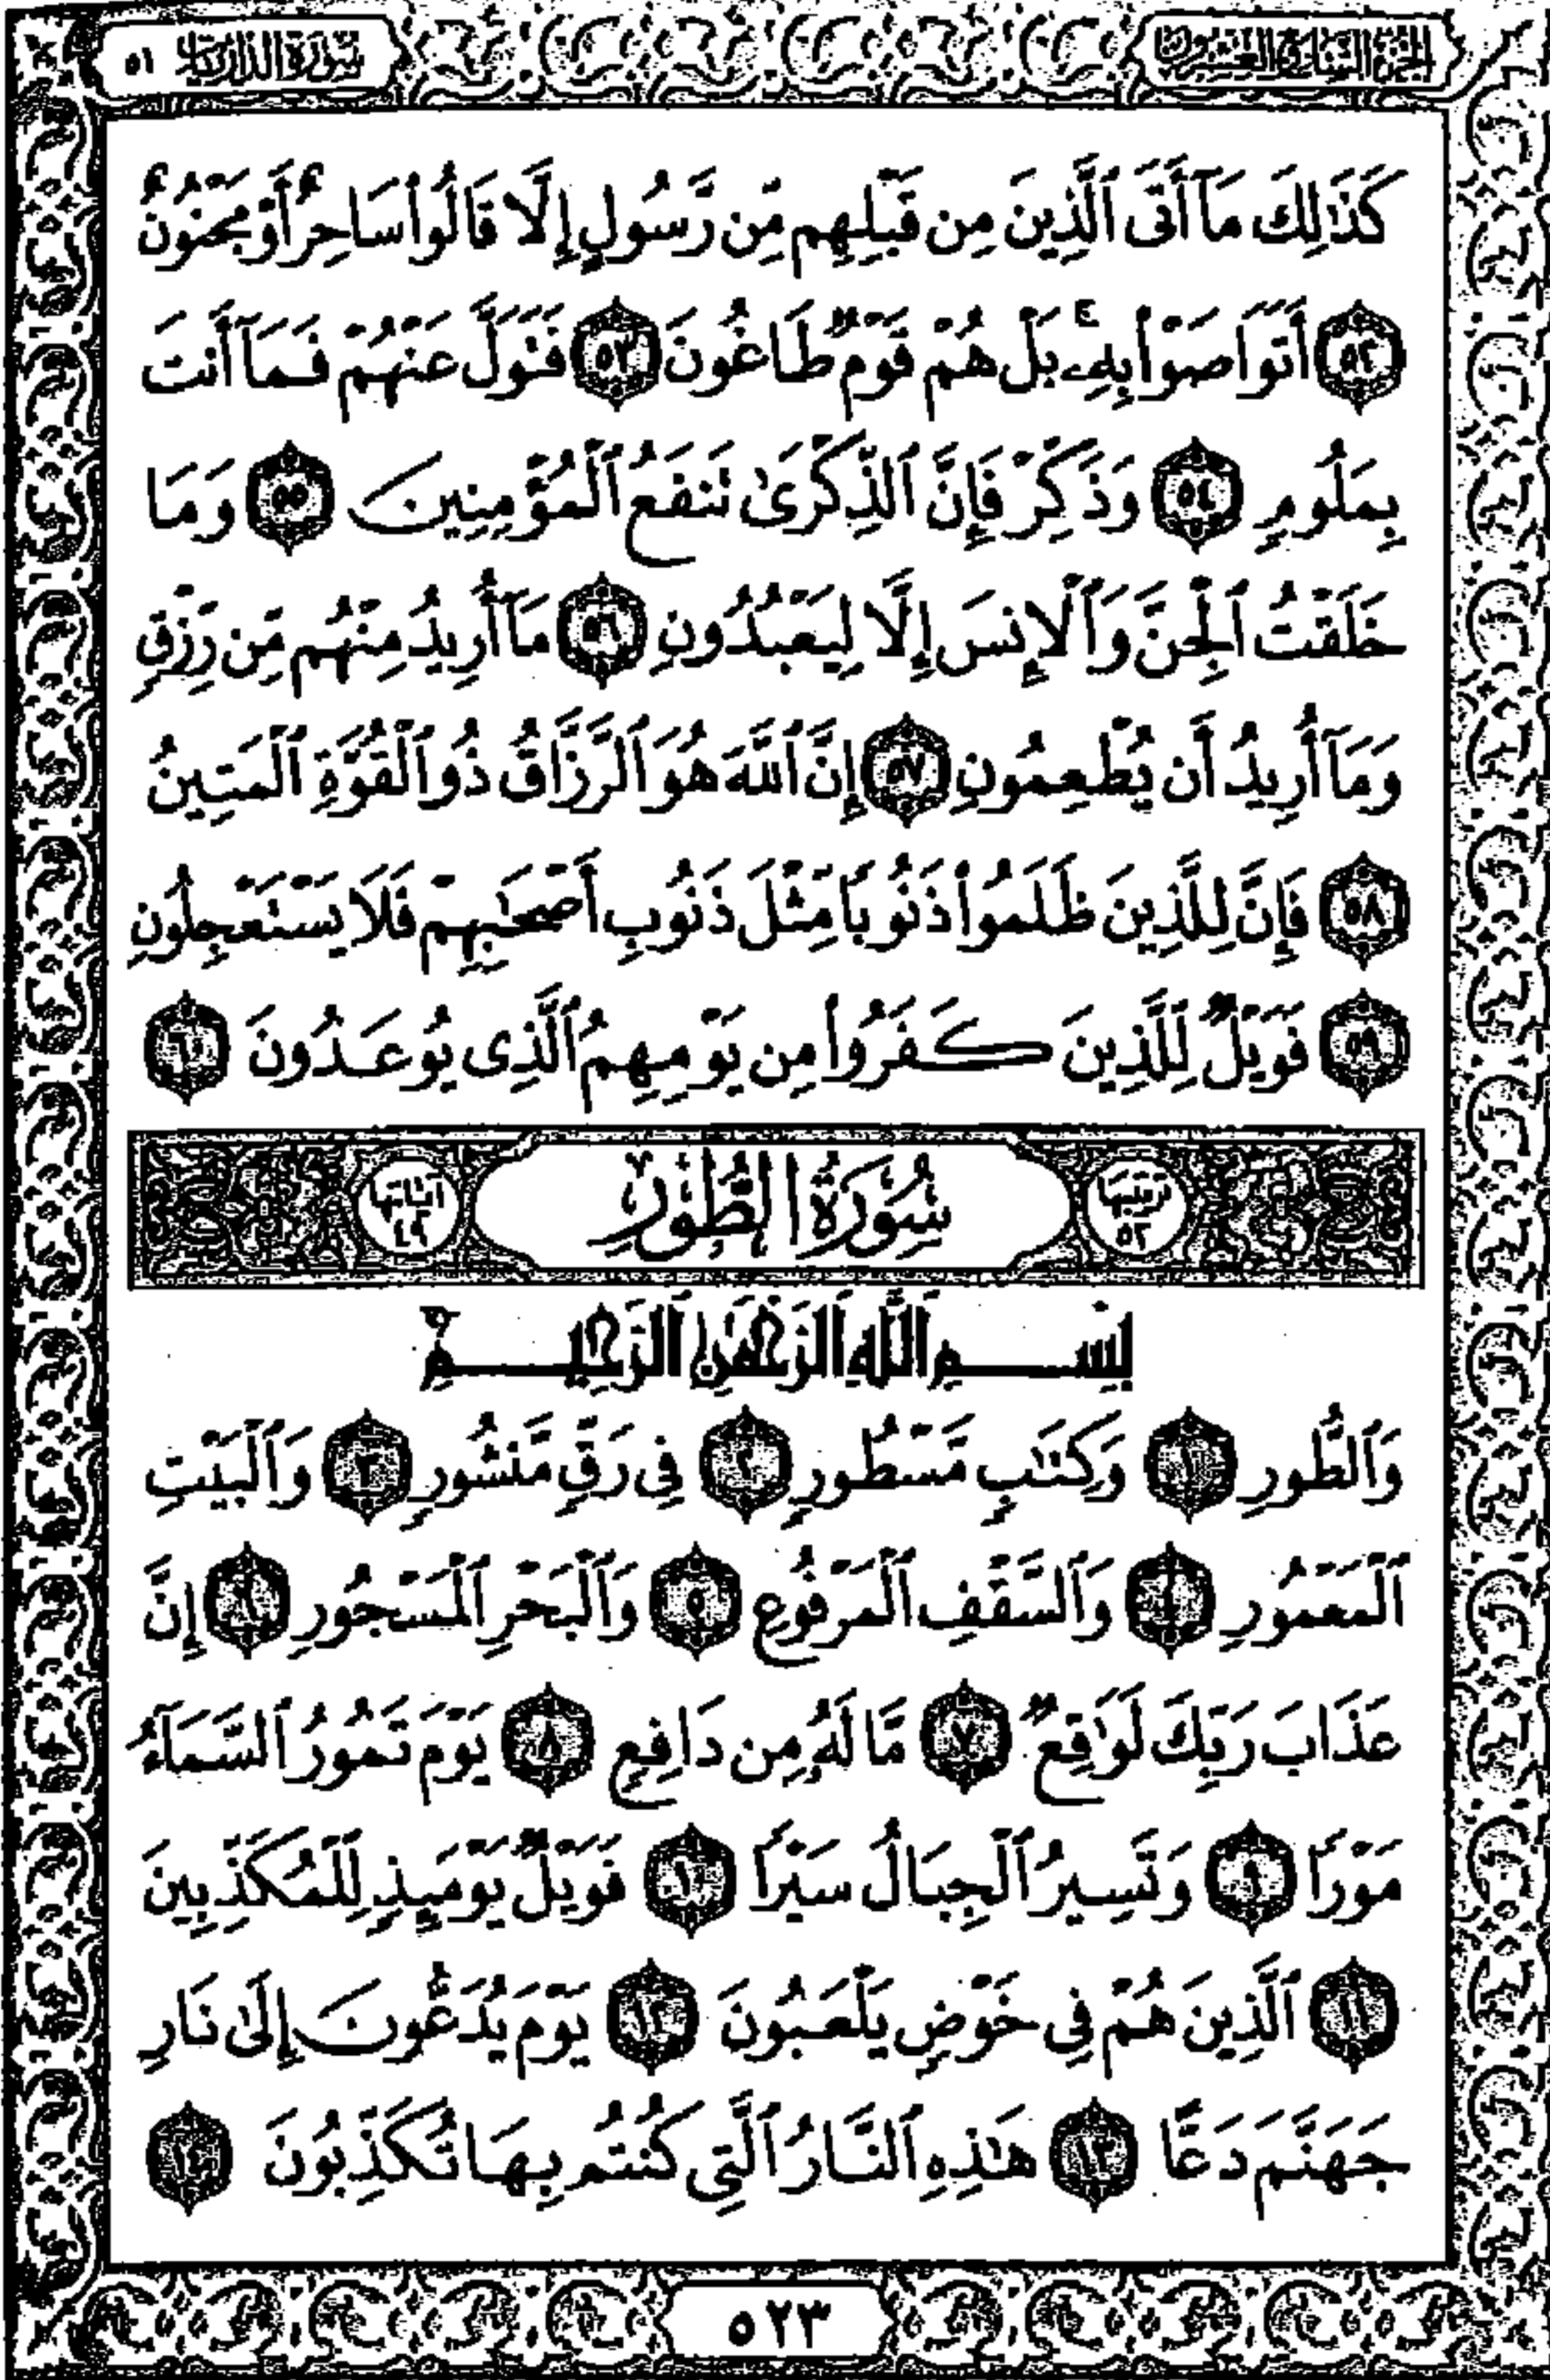 الجزء السابع والعشرون
سورة الذاريات ٥١
كَذَٰلِكَ مَآ أَتَى ٱلَّذِينَ مِن قَبْلِهِم مِّن رَّسُولٍ إِلَّا قَالُوا۟ سَاحِرٌ أَوْ مَجْنُونٌ
٥٢ أَتَوَاصَوْا۟ بِهِۦ ۚ بَلْ هُمْ قَوْمٌ طَاغُونَ ٥٣ فَتَوَلَّ عَنْهُمْ فَمَآ أَنتَ
بِمَلُومٍ ٥٤ وَذَكِّرْ فَإِنَّ ٱلذِّكْرَىٰ تَنفَعُ ٱلْمُؤْمِنِينَ ٥٥ وَمَا
خَلَقْتُ ٱلْجِنَّ وَٱلْإِنسَ إِلَّا لِيَعْبُدُونِ ٥٦ مَآ أُرِيدُ مِنْهُم مِّن رِّزْقٍ
وَمَآ أُرِيدُ أَن يُطْعِمُونِ ٥٧ إِنَّ ٱللَّهَ هُوَ ٱلرَّزَّاقُ ذُو ٱلْقُوَّةِ ٱلْمَتِينُ
٥٨ فَإِنَّ لِلَّذِينَ ظَلَمُوا۟ ذَنُوبًا مِّثْلَ ذَنُوبِ أَصْحَٰبِهِمْ فَلَا يَسْتَعْجِلُونِ
٥٩ فَوَيْلٌ لِّلَّذِينَ كَفَرُوا۟ مِن يَوْمِهِمُ ٱلَّذِى يُوعَدُونَ ٦٠
ترتيبها ٥٢ سُورَةُ الطُّورِ آياتها ٤٩
بِسْمِ ٱللَّهِ ٱلرَّحْمَٰنِ ٱلرَّحِيمِ
وَٱلطُّورِ ١ وَكِتَٰبٍ مَّسْطُورٍ ٢ فِى رَقٍّ مَّنشُورٍ ٣ وَٱلْبَيْتِ
ٱلْمَعْمُورِ ٤ وَٱلسَّقْفِ ٱلْمَرْفُوعِ ٥ وَٱلْبَحْرِ ٱلْمَسْجُورِ ٦ إِنَّ
عَذَابَ رَبِّكَ لَوَٰقِعٌ ٧ مَّا لَهُۥ مِن دَافِعٍ ٨ يَوْمَ تَمُورُ ٱلسَّمَآءُ
مَوْرًا ٩ وَتَسِيرُ ٱلْجِبَالُ سَيْرًا ١٠ فَوَيْلٌ يَوْمَئِذٍ لِّلْمُكَذِّبِينَ
١١ ٱلَّذِينَ هُمْ فِى خَوْضٍ يَلْعَبُونَ ١٢ يَوْمَ يُدَعُّونَ إِلَىٰ نَارِ
جَهَنَّمَ دَعًّا ١٣ هَٰذِهِ ٱلنَّارُ ٱلَّتِى كُنتُم بِهَا تُكَذِّبُونَ ١٤
٥٢٣